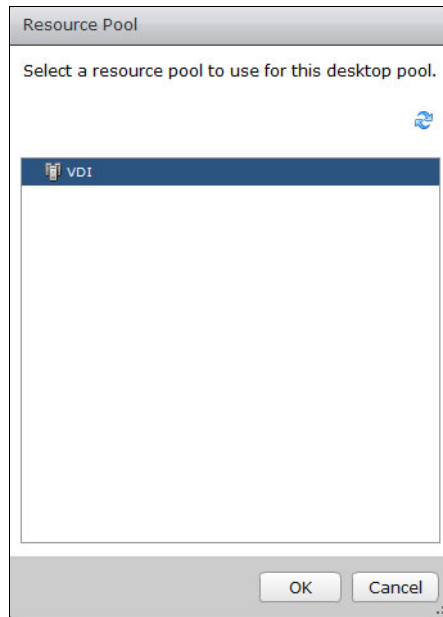 Resource Pool
Select a resource pool to use for this desktop pool.
VDI
OK Cancel